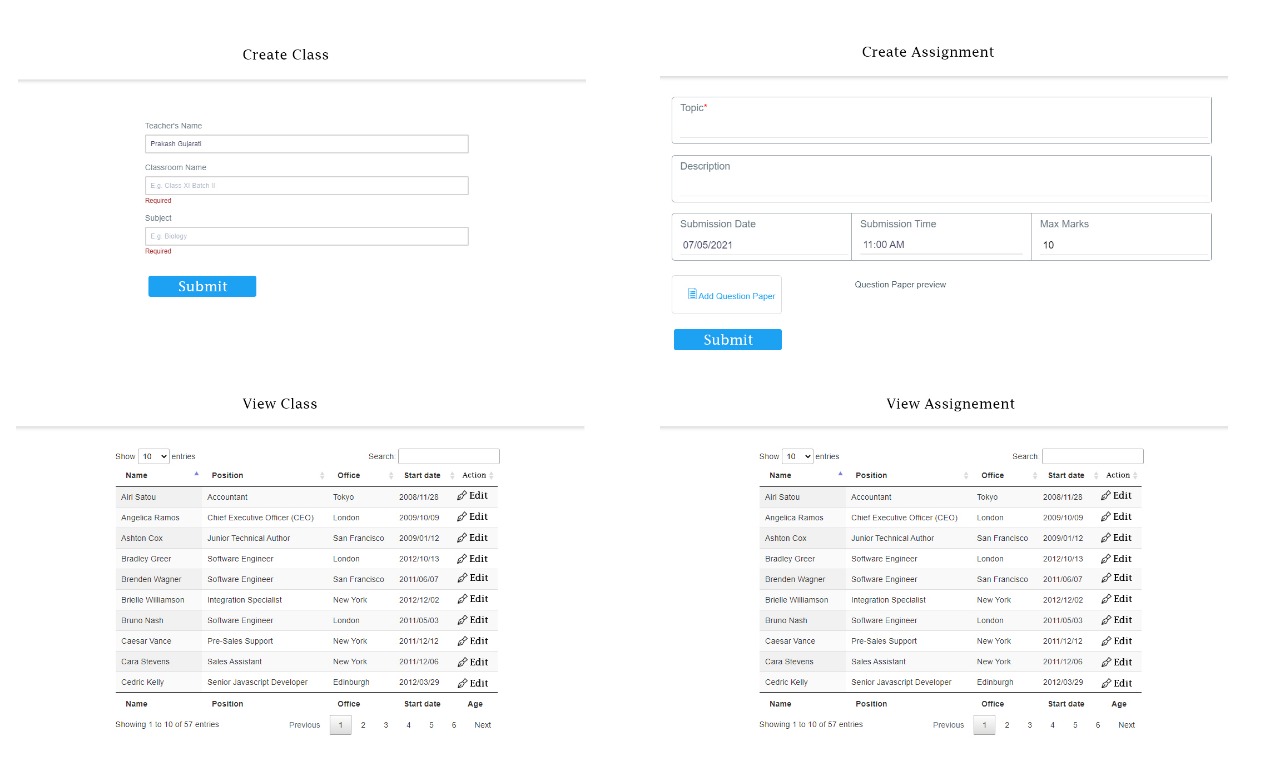 Create Class
Teacher's Name
Prakash Gujarati
Classroom Name
E.g. Class XI Batch II
Required
Subject
E.g. Biology
Required
Submit
Create Assignment
Topic*
Description
Submission Date Submission Time Max Marks
07/05/2021 11:00 AM 10
Add Question Paper Question Paper preview
Submit
View Class
Show 10 entries Search
Name Position Office Start date Action
Airi Satou Accountant Tokyo 2008/11/28 Edit
Angelica Ramos Chief Executive Officer (CEO) London 2009/10/09 Edit
Ashton Cox Junior Technical Author San Francisco 2009/01/12 Edit
Bradley Greer Software Engineer London 2012/10/13 Edit
Brenden Wagner Software Engineer San Francisco 2011/06/07 Edit
Brielle Williamson Integration Specialist New York 2012/12/02 Edit
Bruno Nash Software Engineer London 2011/05/03 Edit
Caesar Vance Pre-Sales Support New York 2011/12/12 Edit
Cara Stevens Sales Assistant New York 2011/12/06 Edit
Cedric Kelly Senior Javascript Developer Edinburgh 2012/03/29 Edit
Name Position Office Start date Age
Showing 1 to 10 of 57 entries Previous 1 2 3 4 5 6 Next
View Assignement
Show 10 entries Search
Name Position Office Start date Action
Airi Satou Accountant Tokyo 2008/11/28 Edit
Angelica Ramos Chief Executive Officer (CEO) London 2009/10/09 Edit
Ashton Cox Junior Technical Author San Francisco 2009/01/12 Edit
Bradley Greer Software Engineer London 2012/10/13 Edit
Brenden Wagner Software Engineer San Francisco 2011/06/07 Edit
Brielle Williamson Integration Specialist New York 2012/12/02 Edit
Bruno Nash Software Engineer London 2011/05/03 Edit
Caesar Vance Pre-Sales Support New York 2011/12/12 Edit
Cara Stevens Sales Assistant New York 2011/12/06 Edit
Cedric Kelly Senior Javascript Developer Edinburgh 2012/03/29 Edit
Name Position Office Start date Age
Showing 1 to 10 of 57 entries Previous 1 2 3 4 5 6 Next